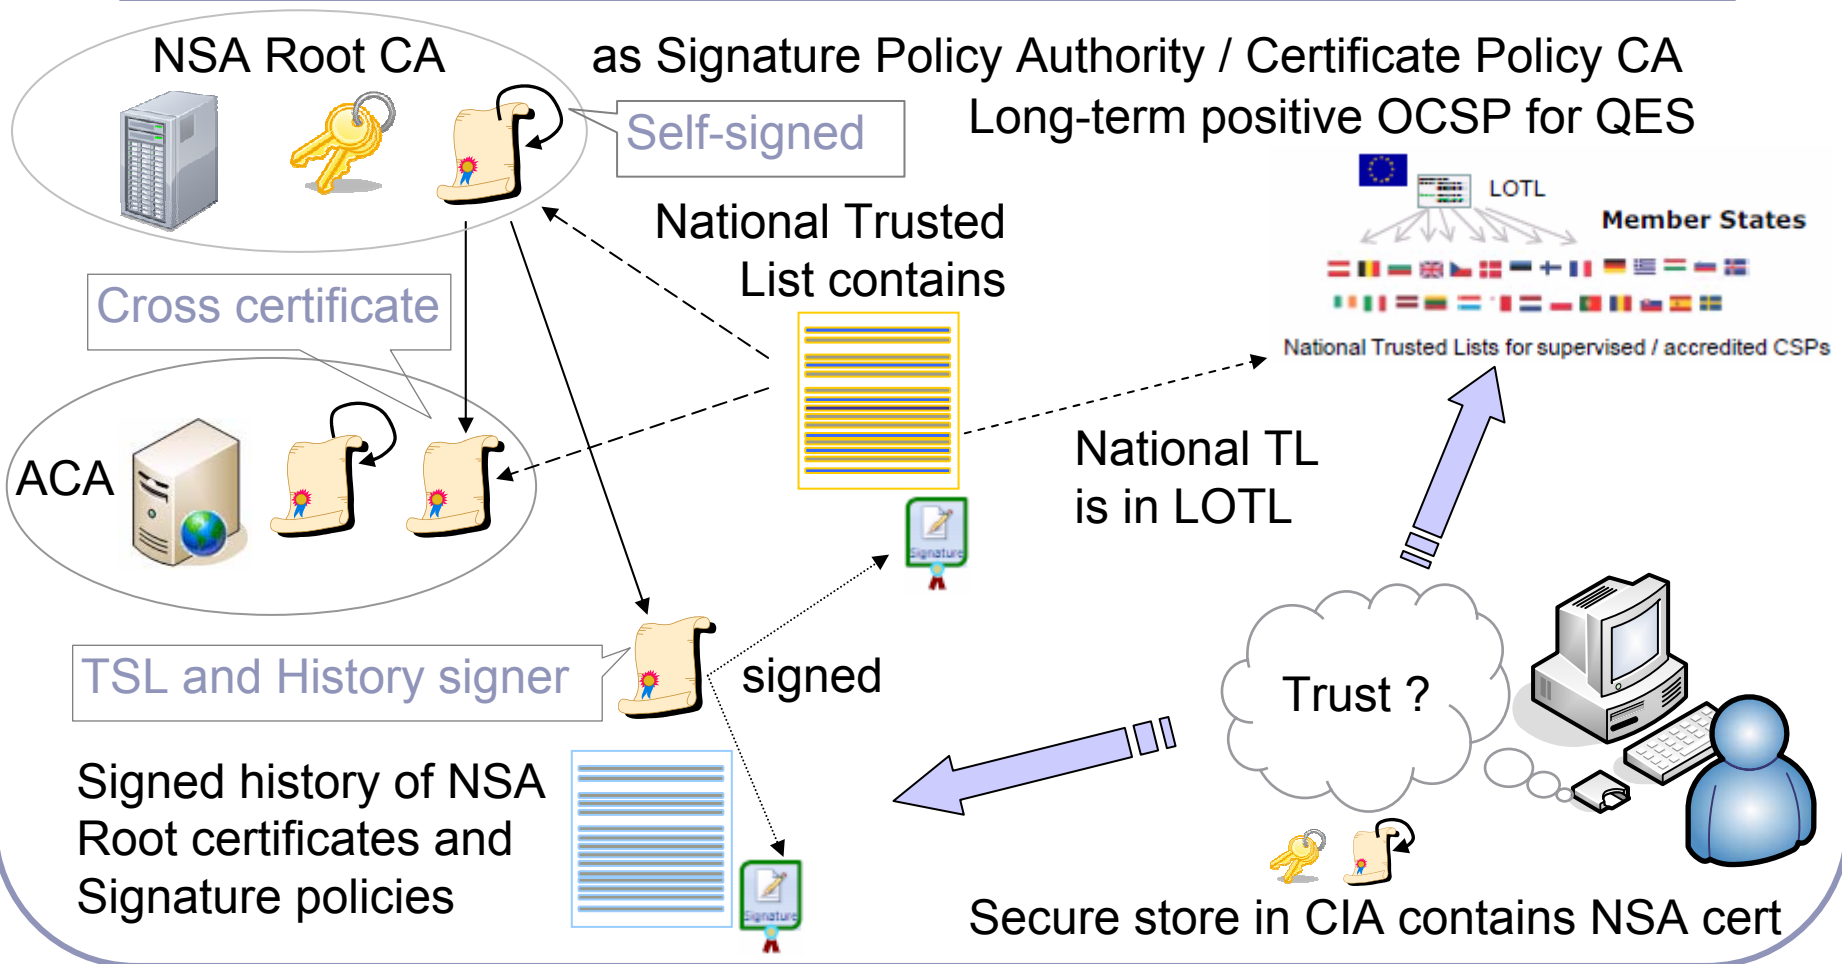 NSA Root CA
as Signature Policy Authority / Certificate Policy CA
Long-term positive OCSP for QES
Self-signed
LOTL
Member States
National Trusted
List contains
Cross certificate
National Trusted Lists for supervised / accredited CSPs
ACA
National TL
is in LOTL
Signature
TSL and History signer
signed
Trust ?
Signed history of NSA
Root certificates and
Signature policies
Signature
Secure store in CIA contains NSA cert